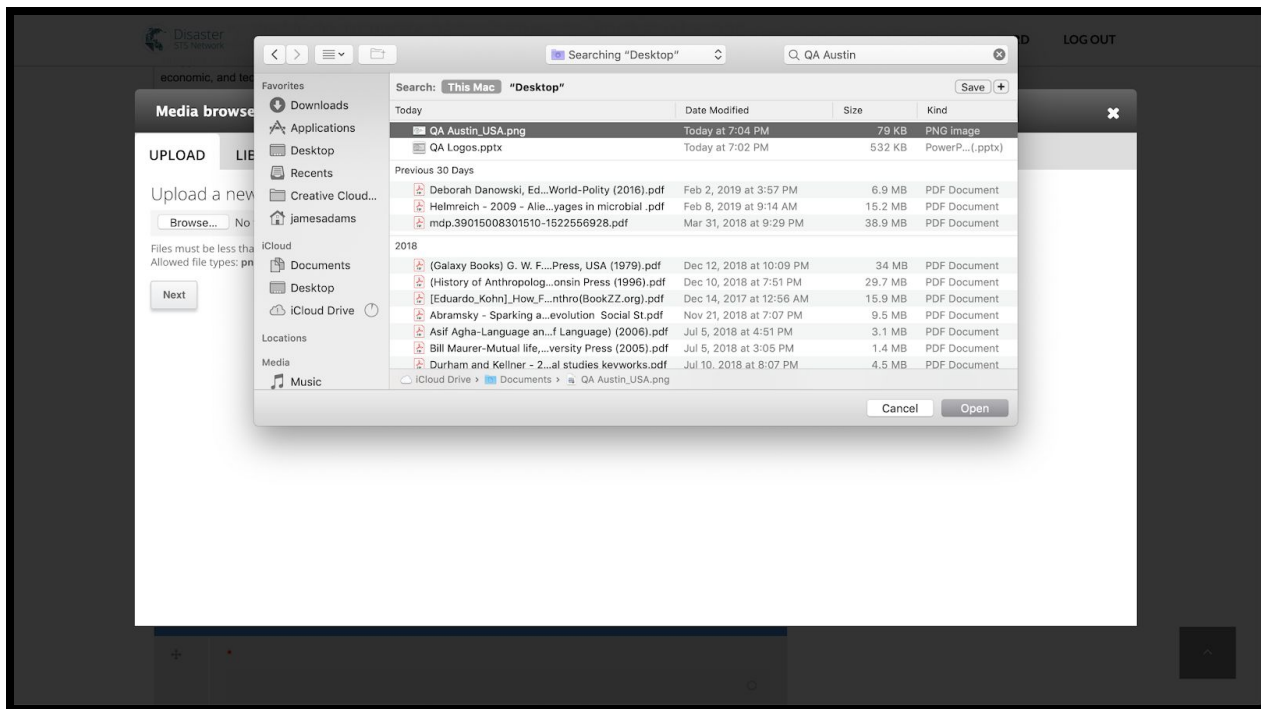 Disaster
STS Network
D LOG OUT
economic, and tec
Media browse
UPLOAD LIE
Upload a new
Browse... No
Files must be less tha
Allowed file types: pn
Next
Searching "Desktop"
QA Austin
Favorites
Downloads
Applications
Desktop
Recents
Creative Cloud...
jamesadams
iCloud
Documents
Desktop
iCloud Drive
Locations
Media
Music
Search: This Mac "Desktop" Save +
Today Date Modified Size Kind
QA Austin_USA.png Today at 7:04 PM 79 KB PNG image
QA Logos.pptx Today at 7:02 PM 532 KB PowerP...(.pptx)
Previous 30 Days
Deborah Danowski, Ed...World-Polity (2016).pdf Feb 2, 2019 at 3:57 PM 6.9 MB PDF Document
Helmreich - 2009 - Alie...yages in microbial .pdf Feb 8, 2019 at 9:14 AM 15.2 MB PDF Document
mdp.39015008301510-1522556928.pdf Mar 31, 2018 at 9:29 PM 38.9 MB PDF Document
2018
(Galaxy Books) G. W. F....Press, USA (1979).pdf Dec 12, 2018 at 10:09 PM 34 MB PDF Document
(History of Anthropolog...onsin Press (1996).pdf Dec 10, 2018 at 7:51 PM 29.7 MB PDF Document
[Eduardo_Kohn]_How_F...nthro(BookZZ.org).pdf Dec 14, 2017 at 12:56 AM 15.9 MB PDF Document
Abramsky - Sparking a...evolution Social St.pdf Nov 21, 2018 at 7:07 PM 9.5 MB PDF Document
Asif Agha-Language an...f Language) (2006).pdf Jul 5, 2018 at 4:51 PM 3.1 MB PDF Document
Bill Maurer-Mutual life,...versity Press (2005).pdf Jul 5, 2018 at 3:05 PM 1.4 MB PDF Document
Durham and Kellner - 2...al studies keyworks.pdf Jul 10, 2018 at 8:07 PM 4.5 MB PDF Document
iCloud Drive › Documents › QA Austin_USA.png
Cancel Open